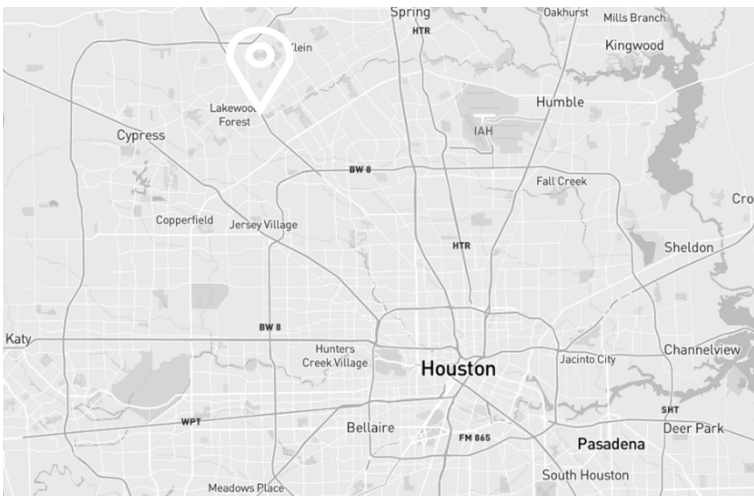 Spring
Oakhurst
Mills Branch
HTR
Klein
Kingwood
Lakewood
Forest
Humble
IAH
Cypress
BW 8
Fall Creek
Copperfield
Jersey Village
Cro
HTR
Sheldon
BW 8
Katy
Hunters
Creek Village
Houston
Jacinto City
Channelview
SHT
WPT
Bellaire
FM 865
Deer Park
Pasadena
South Houston
Meadows Place